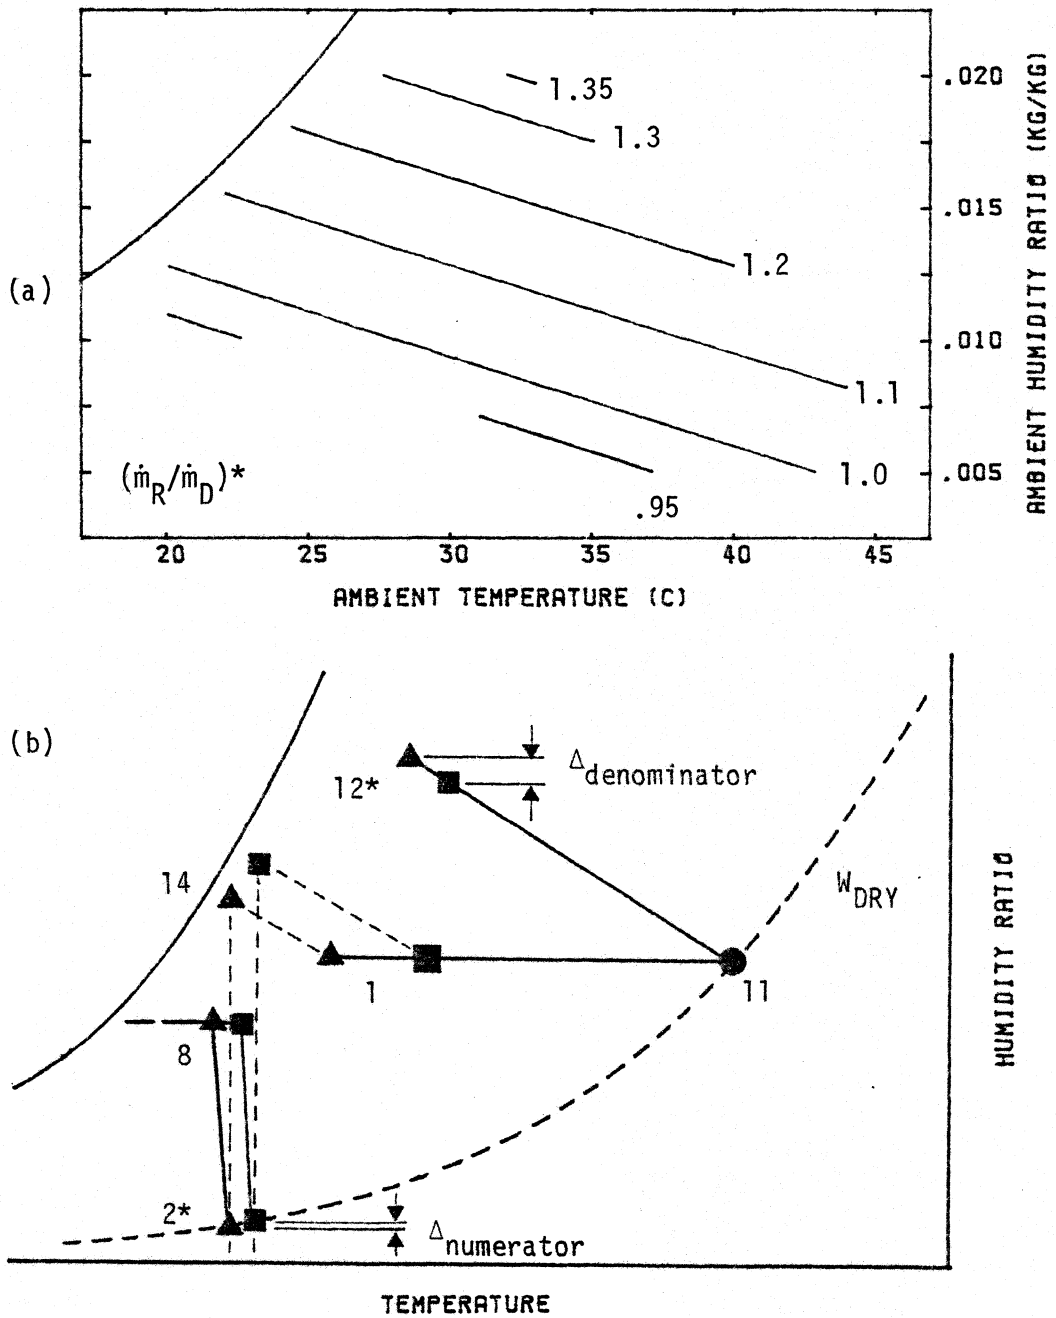 .020
1.35
1.3
.015
1.2
(a)
.010
1.1
(ṁR/ṁD)*
1.0
.005
.95
20 25 30 35 40 45
AMBIENT TEMPERATURE (C)
AMBIENT HUMIDITY RATIO (KG/KG)
(b)
Δdenominator
12*
14
WDRY
1
11
8
2*
Δnumerator
HUMIDITY RATIO
TEMPERATURE